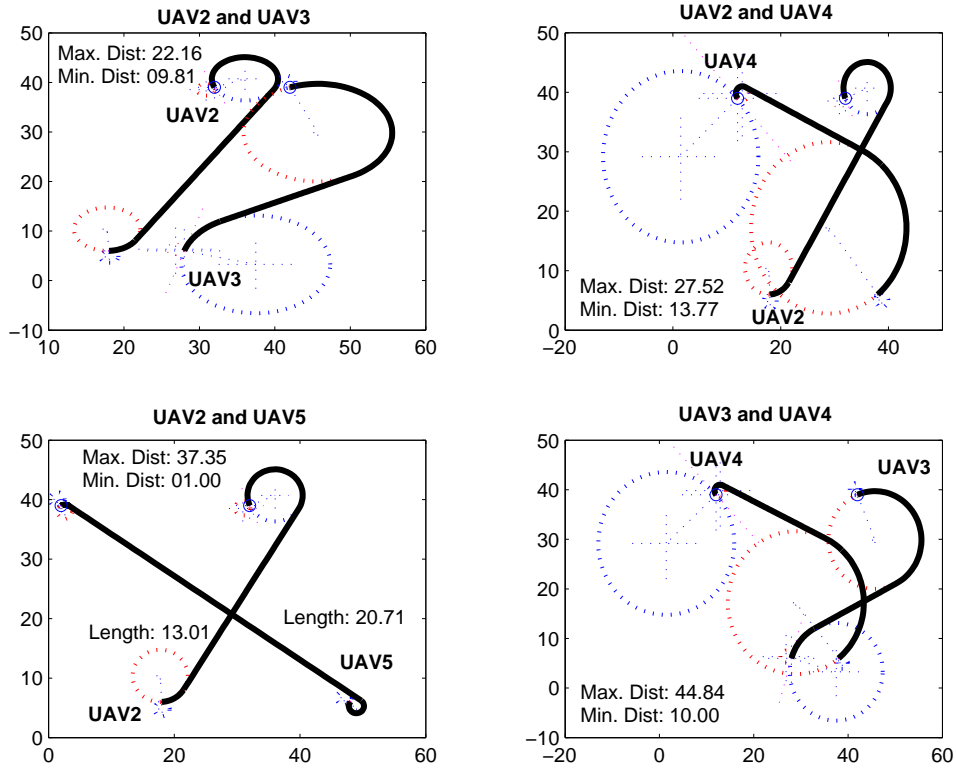 UAV2 and UAV3
Max. Dist: 22.16
Min. Dist: 09.81
UAV2
UAV3
50
40
30
20
10
0
−10
10
20
30
40
50
60
UAV2 and UAV4
UAV4
Max. Dist: 27.52
Min. Dist: 13.77
UAV2
50
40
30
20
10
0
−20
0
20
40
UAV2 and UAV5
Max. Dist: 37.35
Min. Dist: 01.00
Length: 13.01
Length: 20.71
UAV5
UAV2
50
40
30
20
10
0
0
20
40
60
UAV3 and UAV4
UAV4
UAV3
Max. Dist: 44.84
Min. Dist: 10.00
50
40
30
20
10
0
−10
−20
0
20
40
60